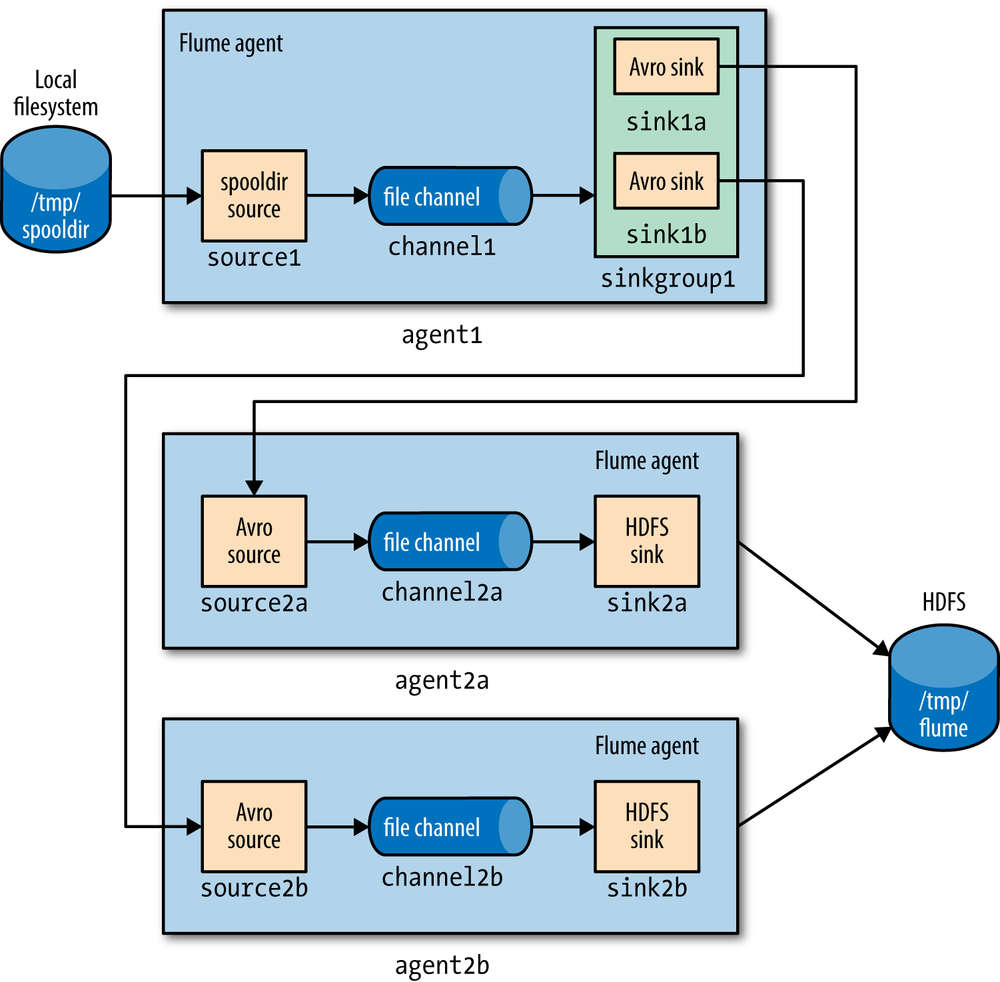 Flume agent
Local
filesystem
/tmp/
spooldir
spooldir
source
source1
file channel
channel1
Avro sink
sink1a
Avro sink
sink1b
sinkgroup1
agent1
Flume agent
Avro
source
source2a
file channel
channel2a
HDFS
sink
sink2a
agent2a
HDFS
/tmp/
flume
Flume agent
Avro
source
source2b
file channel
channel2b
HDFS
sink
sink2b
agent2b